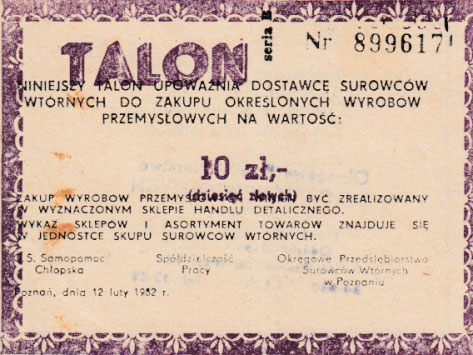 TALON
seria B
Nr 899617
NINIEJSZY TALON UPOWAŻNIA DOSTAWCĘ SUROWCÓW
WTÓRNYCH DO ZAKUPU OKREŚLONYCH WYROBÓW
PRZEMYSŁOWYCH NA WARTOŚĆ:
10 zł,-
(dziesięć złotych)
ZAKUP WYROBÓW PRZEMYSŁOWYCH BYĆ ZREALIZOWANY
W WYZNACZONYM SKLEPIE HANDLU DETALICZNEGO.
WYKAZ SKLEPÓW I ASORTYMENT TOWARÓW ZNAJDUJE SIĘ
W JEDNOSTCE SKUPU SUROWCÓW WTÓRNYCH.
S. Samopomoc Spółdzielczość Okręgowe Przedsiębiorstwo
Chłopska Pracy Surowców Wtórnych
w Poznaniu
Poznań, dnia 12 luty 1982 r.